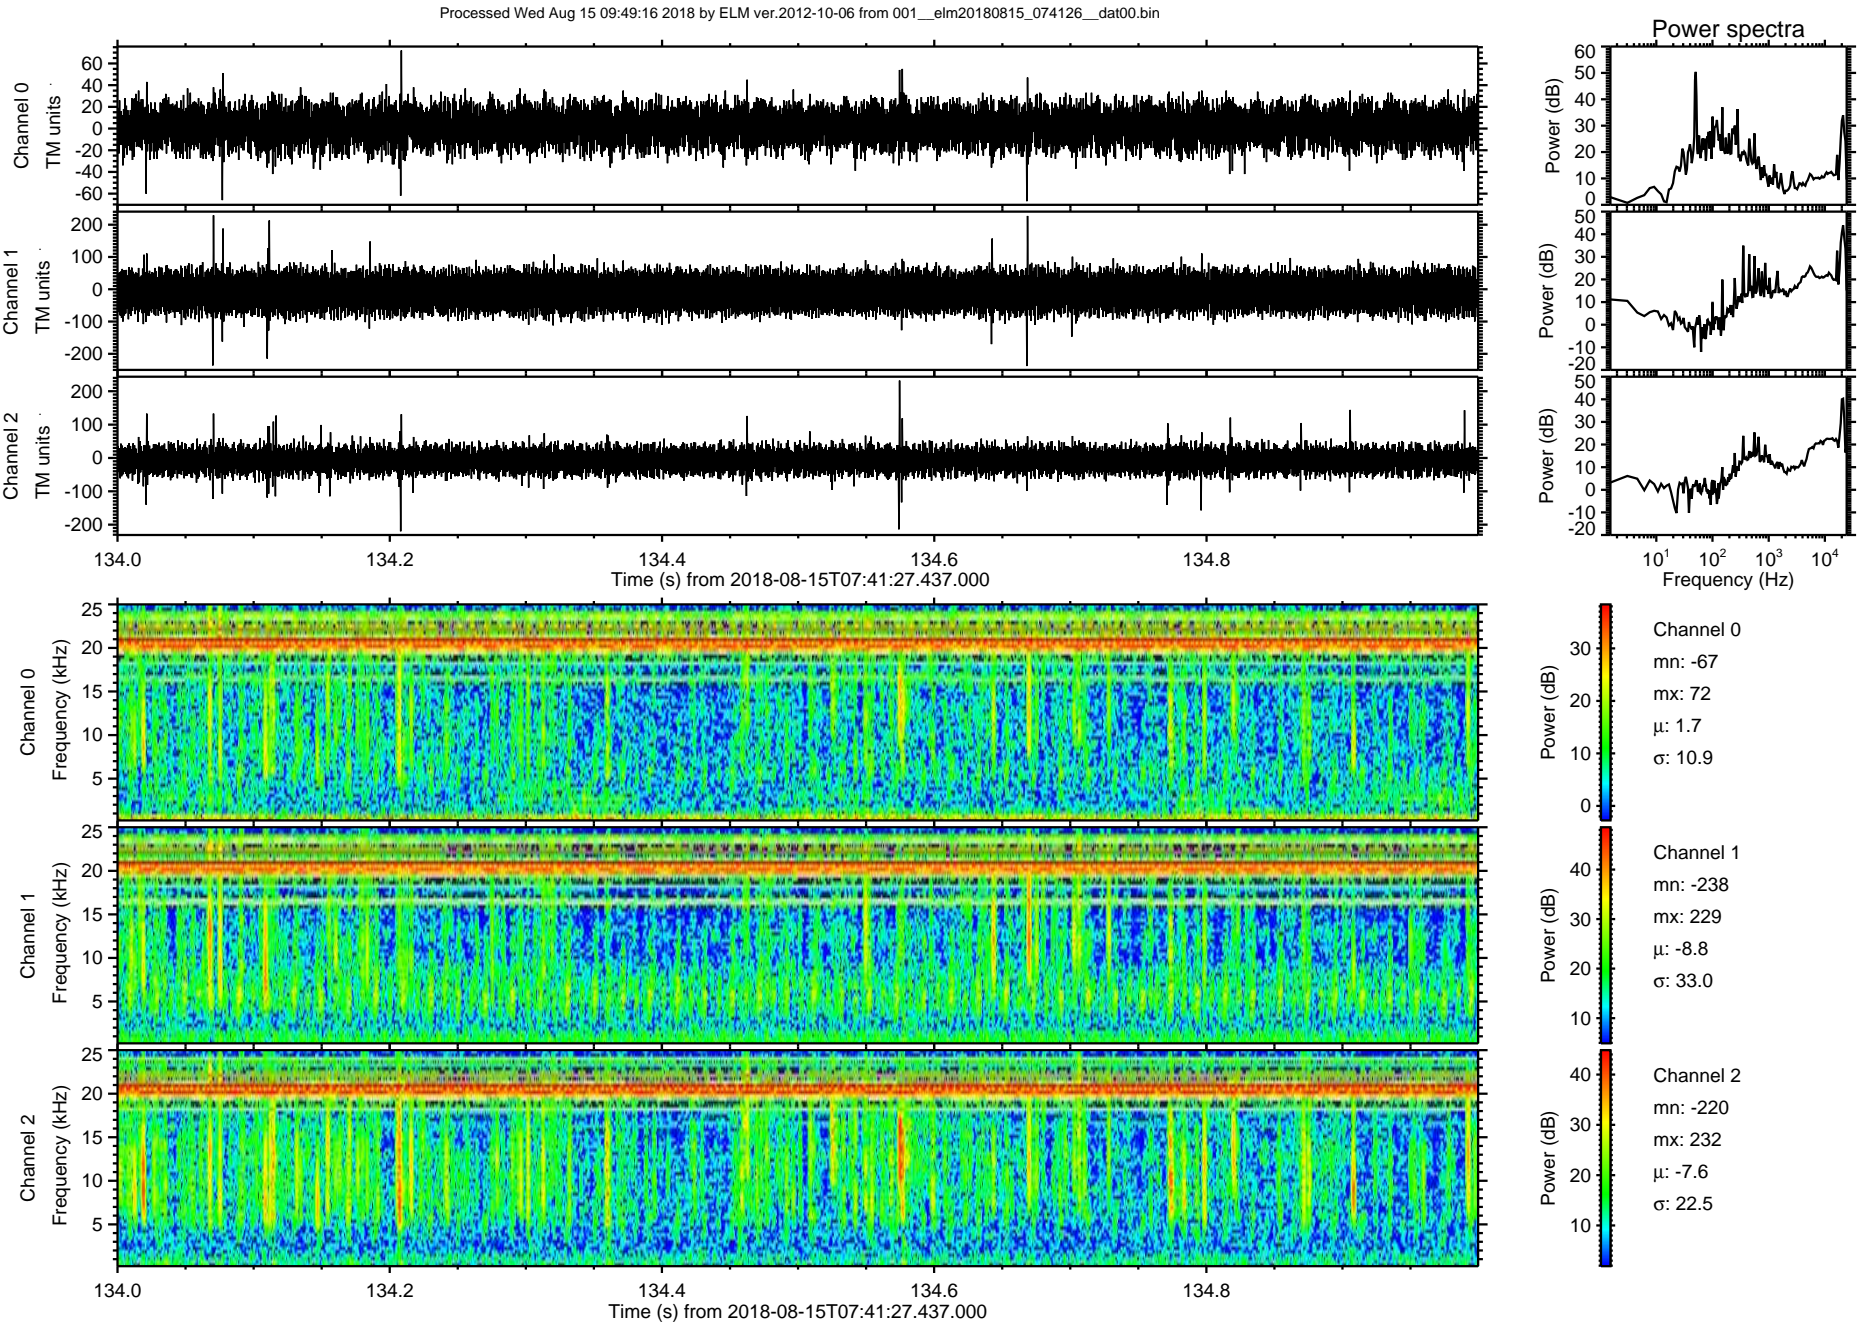 Processed Wed Aug 15 09:49:16 2018 by ELM ver.2012-10-06 from 001__elm20180815_074126__dat00.bin
Power spectra
Channel 0
TM units
60
40
20
0
-20
-40
-60
Power (dB)
60
50
40
30
20
10
0
Channel 1
TM units
200
100
0
-100
-200
Power (dB)
50
40
30
20
10
0
-10
-20
Channel 2
TM units
200
100
0
-100
-200
Power (dB)
50
40
30
20
10
0
-10
-20
134.0 134.2 134.4 134.6 134.8
Time (s) from 2018-08-15T07:41:27.437.000
10^1 10^2 10^3 10^4
Frequency (Hz)
Channel 0
Frequency (kHz)
25
20
15
10
5
Power (dB)
30
20
10
0
Channel 0
mn: -67
mx: 72
μ: 1.7
σ: 10.9
Channel 1
Frequency (kHz)
25
20
15
10
5
Power (dB)
40
30
20
10
Channel 1
mn: -238
mx: 229
μ: -8.8
σ: 33.0
Channel 2
Frequency (kHz)
25
20
15
10
5
Power (dB)
40
30
20
10
Channel 2
mn: -220
mx: 232
μ: -7.6
σ: 22.5
134.0 134.2 134.4 134.6 134.8
Time (s) from 2018-08-15T07:41:27.437.000